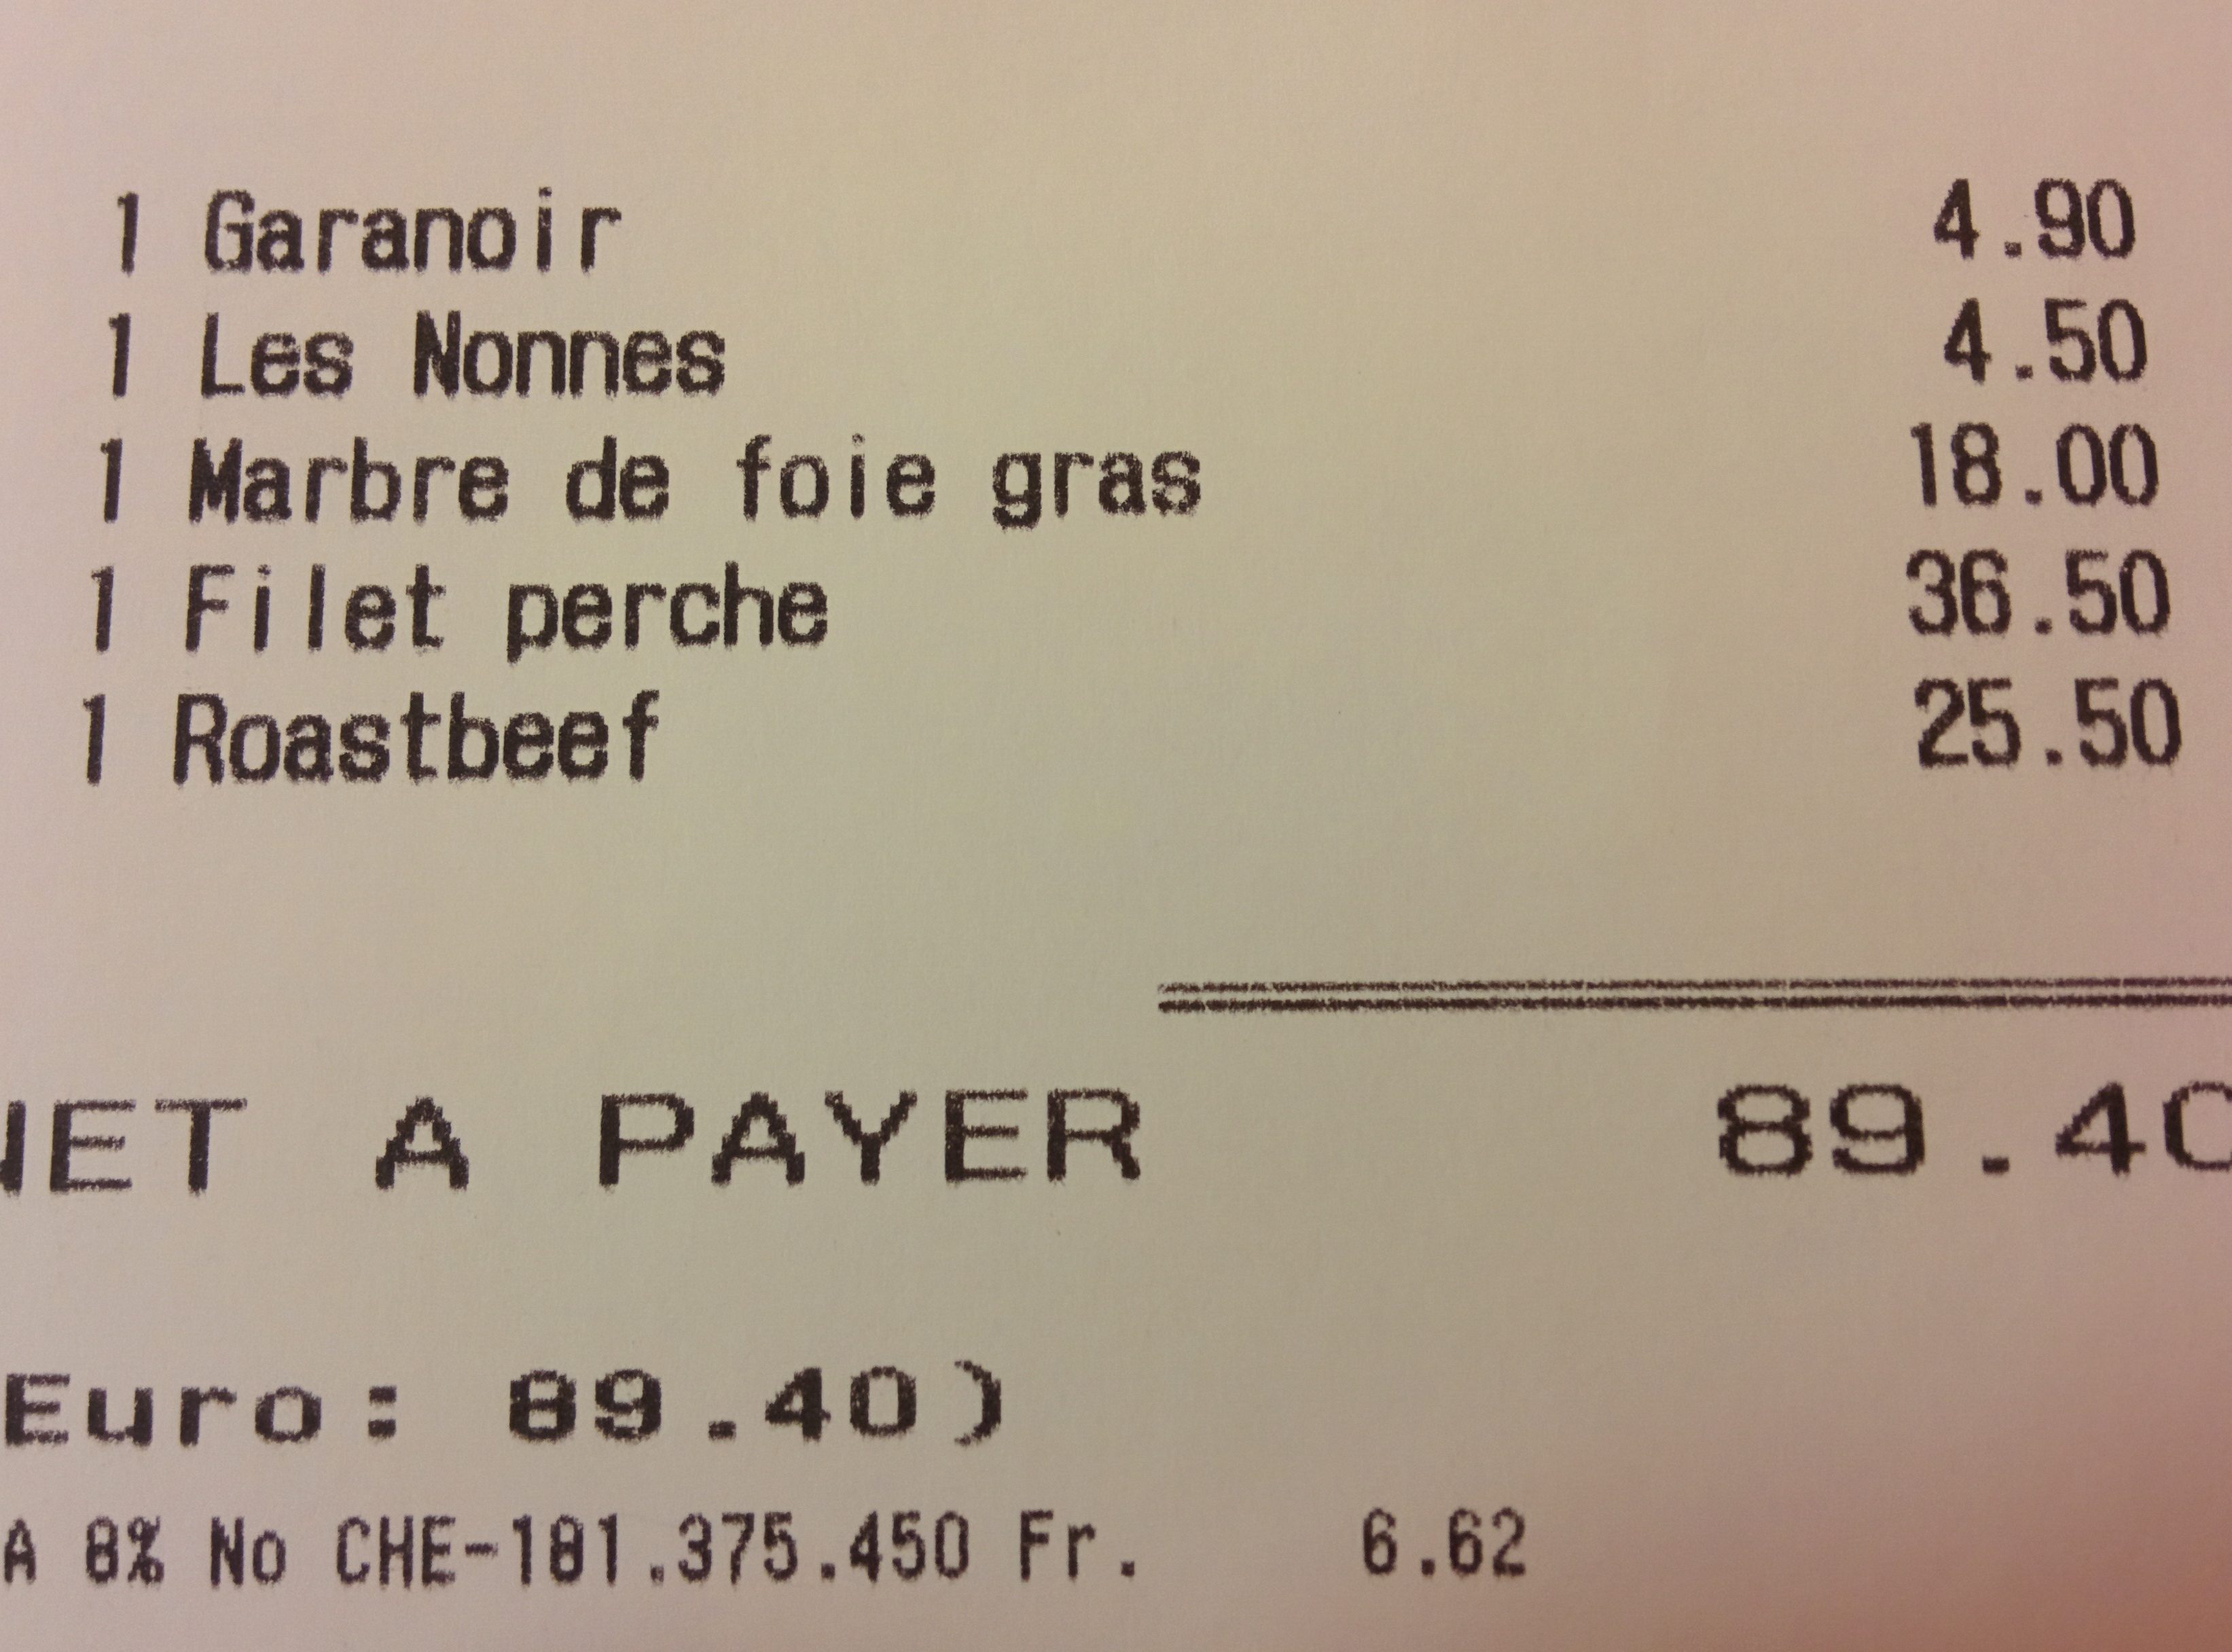 1 Garanoir 4.90
1 Les Nonnes 4.50
1 Marbre de foie gras 18.00
1 Filet perche 36.50
1 Roastbeef 25.50
NET A PAYER 89.40
Euro: 89.40)
A 8% No CHE-181.375.450 Fr. 6.62